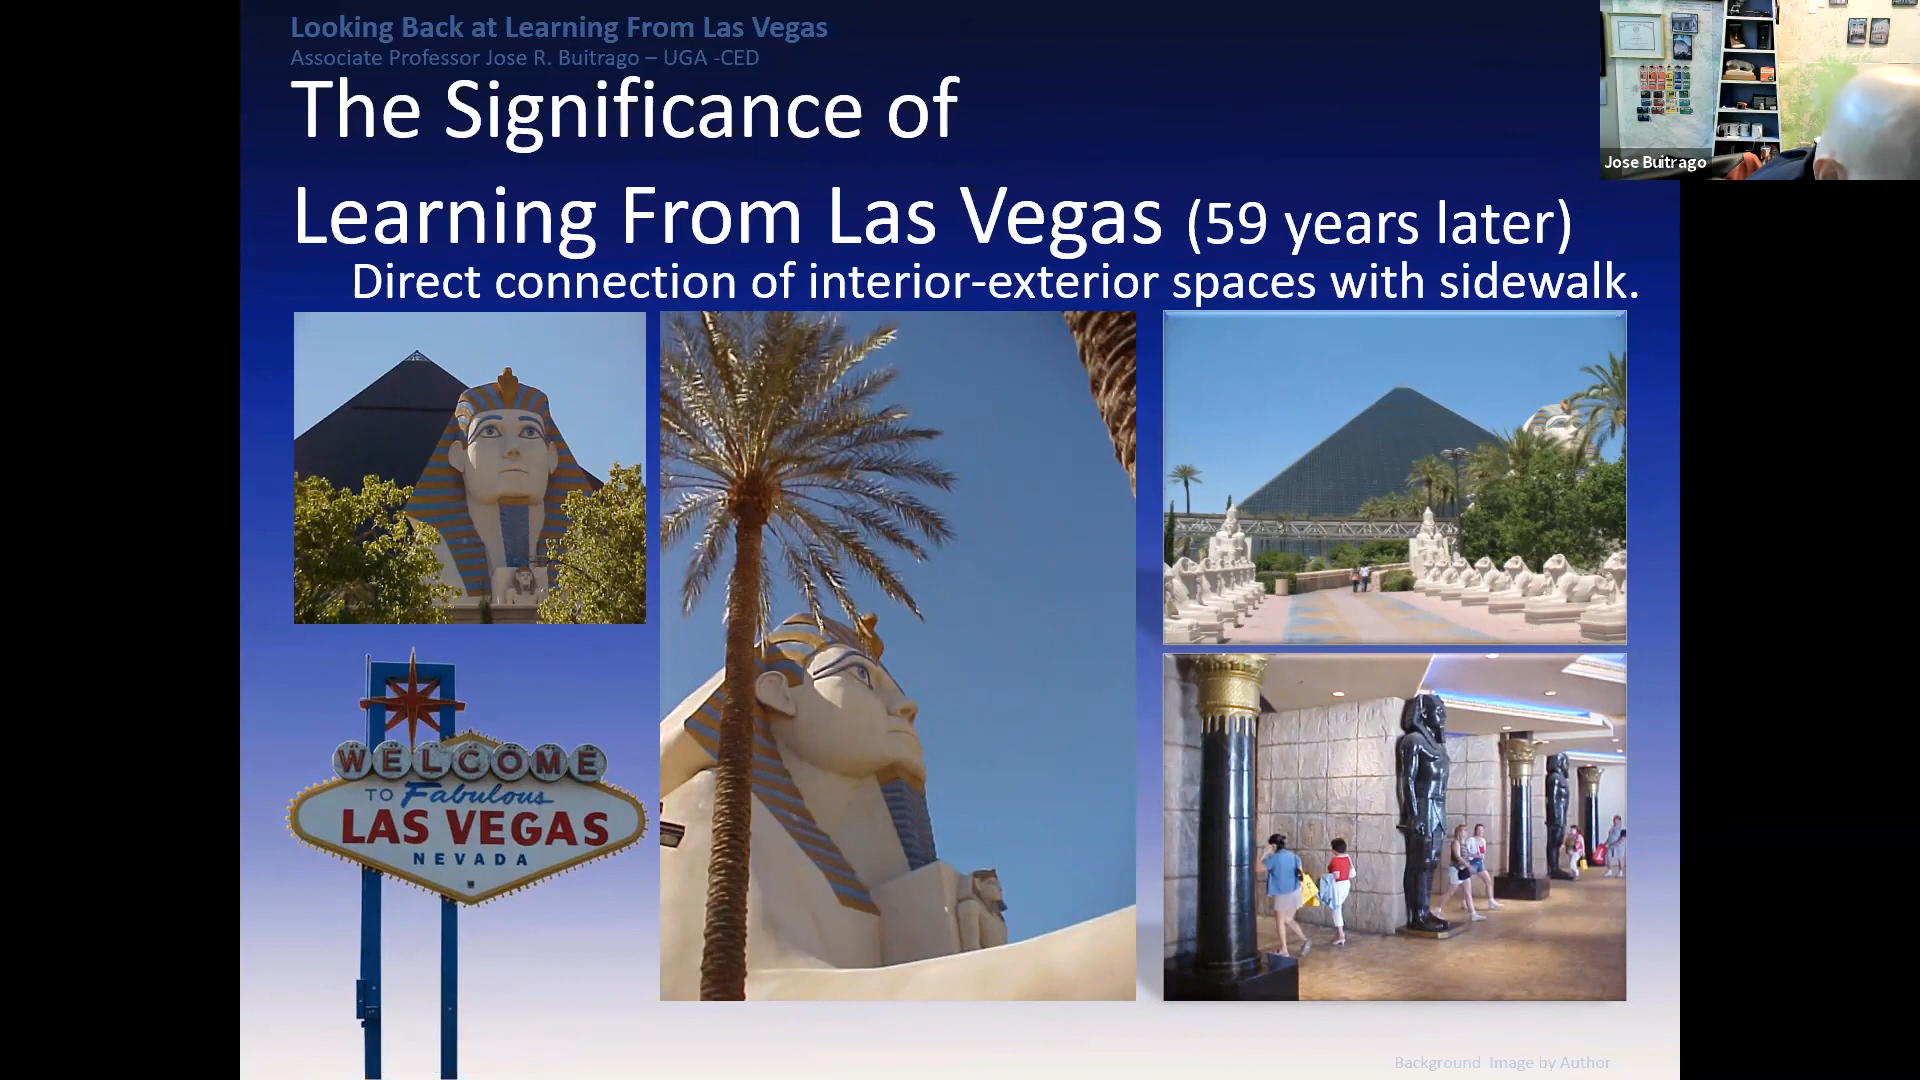 Looking Back at Learning From Las Vegas
Associate Professor Jose R. Buitrago – UGA -CED
The Significance of
Learning From Las Vegas (59 years later)
Direct connection of interior-exterior spaces with sidewalk.
Jose Buitrago
WELCOME
TO Fabulous
LAS VEGAS
NEVADA
Background Image by Author